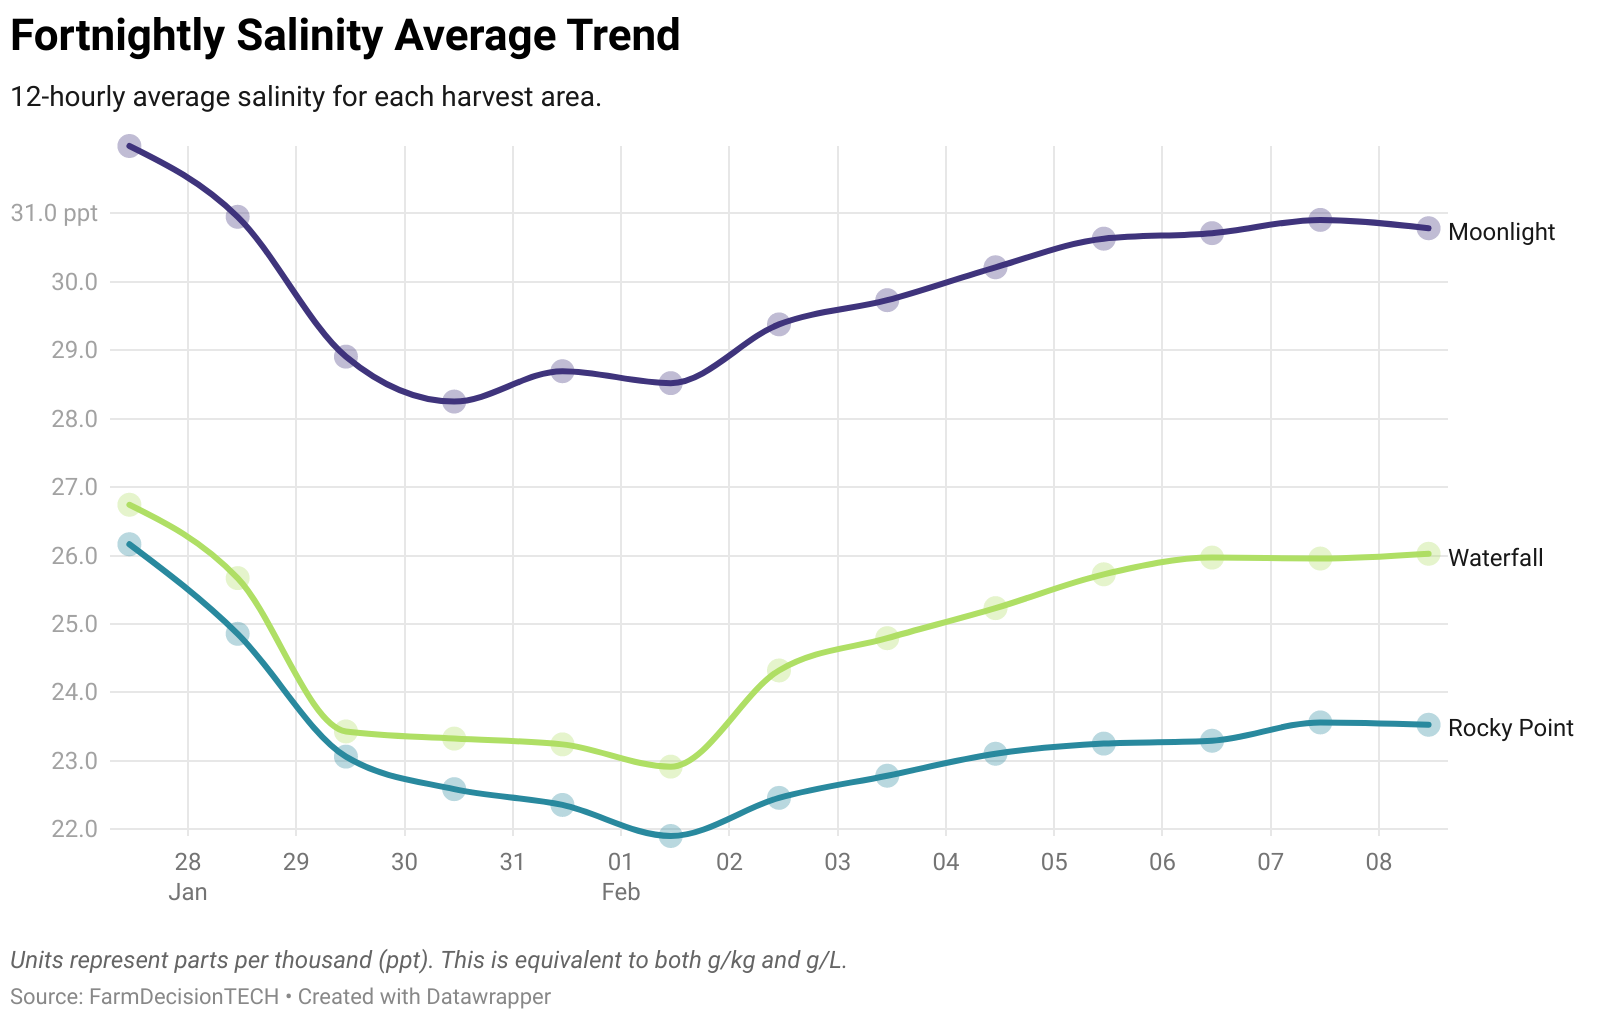 Fortnightly Salinity Average Trend
12-hourly average salinity for each harvest area.
31.0 ppt
30.0
29.0
28.0
27.0
26.0
25.0
24.0
23.0
22.0
Moonlight
Waterfall
Rocky Point
28 29 30 31 01 02 03 04 05 06 07 08
Jan Feb
Units represent parts per thousand (ppt). This is equivalent to both g/kg and g/L.
Source: FarmDecisionTECH • Created with Datawrapper